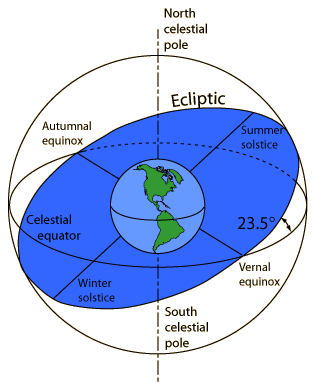 North
celestial
pole
Ecliptic
Autumnal
equinox
Summer
solstice
Celestial
equator
23.5°
Winter
solstice
Vernal
equinox
South
celestial
pole